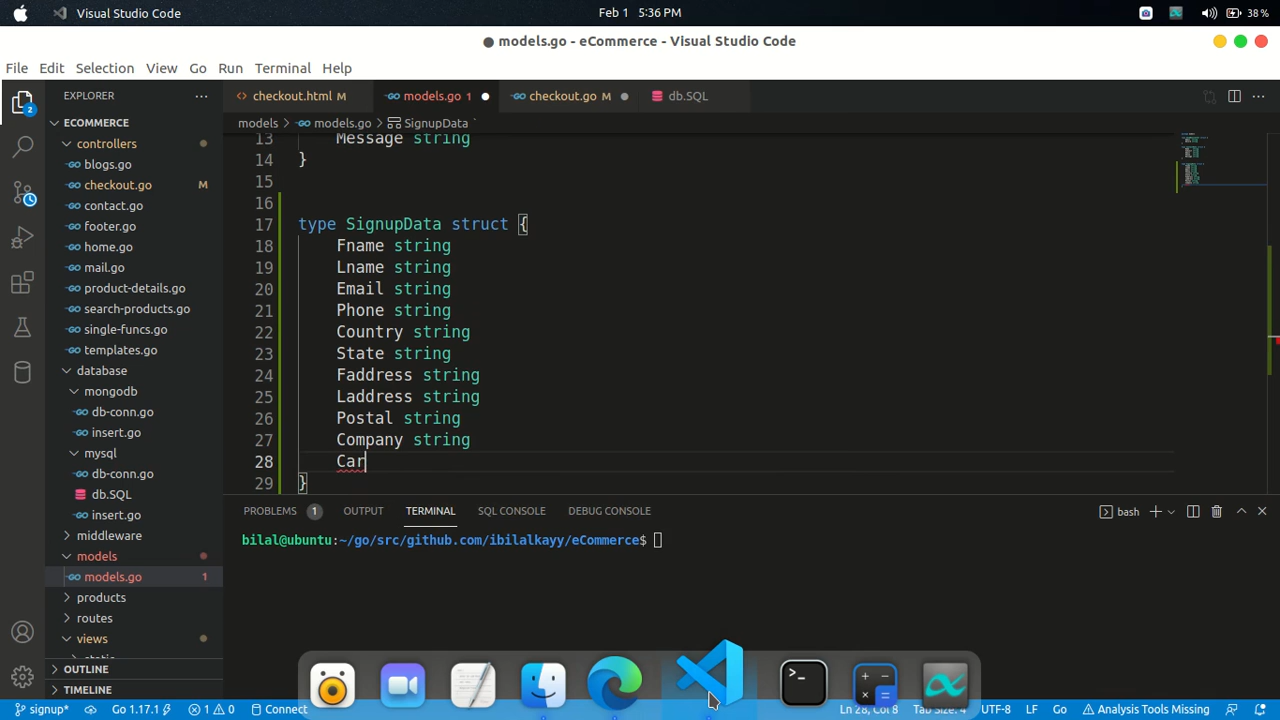 Visual Studio Code
Feb 1 5:36 PM
38 %
● models.go - eCommerce - Visual Studio Code
File Edit Selection View Go Run Terminal Help
EXPLORER
checkout.html M
models.go 1
checkout.go M
db.SQL
models > models.go > SignupData
ECOMMERCE
controllers
blogs.go
checkout.go M
contact.go
footer.go
home.go
mail.go
product-details.go
search-products.go
single-funcs.go
templates.go
database
mongodb
db-conn.go
insert.go
mysql
db-conn.go
db.SQL
insert.go
middleware
models
models.go 1
products
routes
views
OUTLINE
TIMELINE
13 Message string
14 }
15
16
17 type SignupData struct {
18 Fname string
19 Lname string
20 Email string
21 Phone string
22 Country string
23 State string
24 Faddress string
25 Laddress string
26 Postal string
27 Company string
28 Car
29 }
PROBLEMS 1 OUTPUT TERMINAL SQL CONSOLE DEBUG CONSOLE
bash
bilal@ubuntu:~/go/src/github.com/ibilalkayy/eCommerce$
signup* Go 1.17.1 1 0 Connect
Ln 28, Col 8 Tab Size: 4 UTF-8 LF Go Analysis Tools Missing